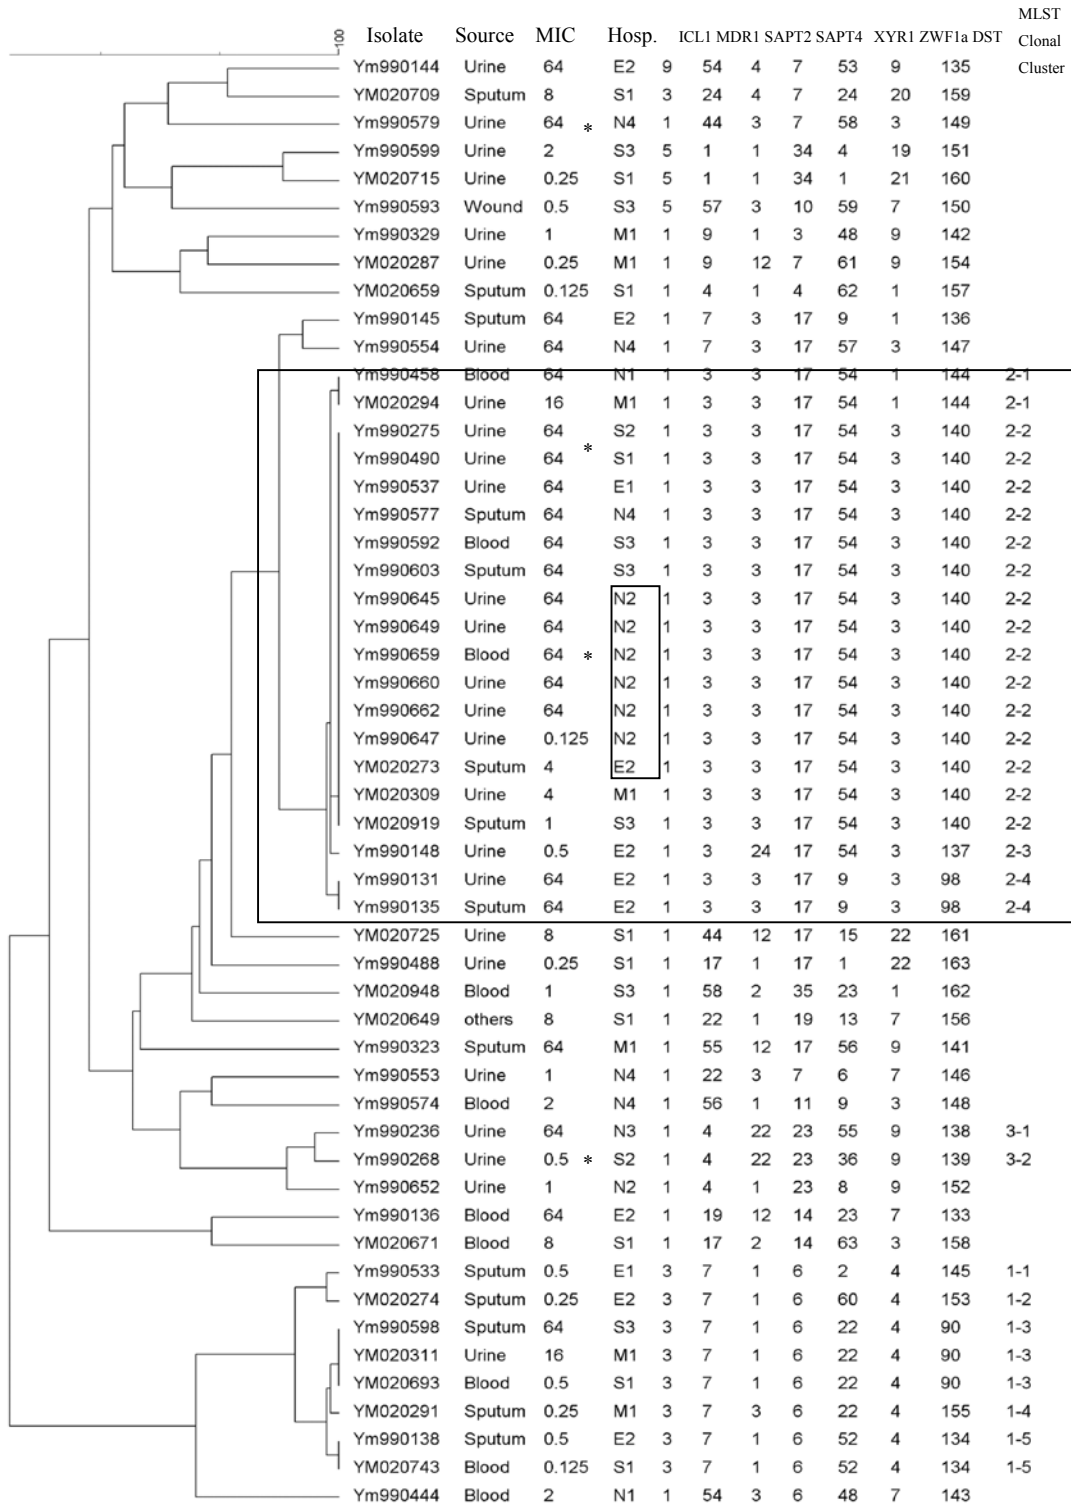 MLST
Clonal
Cluster
100
Isolate Source MIC Hosp. ICL1 MDR1 SAPT2 SAPT4 XYR1 ZWF1a DST
Ym990144 Urine 64 E2 9 54 4 7 53 9 135
YM020709 Sputum 8 S1 3 24 4 7 24 20 159
Ym990579 Urine 64 * N4 1 44 3 7 58 3 149
Ym990599 Urine 2 S3 5 1 1 34 4 19 151
YM020715 Urine 0.25 S1 5 1 1 34 1 21 160
Ym990593 Wound 0.5 S3 5 57 3 10 59 7 150
Ym990329 Urine 1 M1 1 9 1 3 48 9 142
YM020287 Urine 0.25 M1 1 9 12 7 61 9 154
YM020659 Sputum 0.125 S1 1 4 1 4 62 1 157
Ym990145 Sputum 64 E2 1 7 3 17 9 1 136
Ym990554 Urine 64 N4 1 7 3 17 57 3 147
Ym990458 Blood 64 N1 1 3 3 17 54 1 144 2-1
YM020294 Urine 16 M1 1 3 3 17 54 1 144 2-1
Ym990275 Urine 64 S2 1 3 3 17 54 3 140 2-2
Ym990490 Urine 64 * S1 1 3 3 17 54 3 140 2-2
Ym990537 Urine 64 E1 1 3 3 17 54 3 140 2-2
Ym990577 Sputum 64 N4 1 3 3 17 54 3 140 2-2
Ym990592 Blood 64 S3 1 3 3 17 54 3 140 2-2
Ym990603 Sputum 64 S3 1 3 3 17 54 3 140 2-2
Ym990645 Urine 64 N2 1 3 3 17 54 3 140 2-2
Ym990649 Urine 64 N2 1 3 3 17 54 3 140 2-2
Ym990659 Blood 64 * N2 1 3 3 17 54 3 140 2-2
Ym990660 Urine 64 N2 1 3 3 17 54 3 140 2-2
Ym990662 Urine 64 N2 1 3 3 17 54 3 140 2-2
Ym990647 Urine 0.125 N2 1 3 3 17 54 3 140 2-2
YM020273 Sputum 4 E2 1 3 3 17 54 3 140 2-2
YM020309 Urine 4 M1 1 3 3 17 54 3 140 2-2
YM020919 Sputum 1 S3 1 3 3 17 54 3 140 2-2
Ym990148 Urine 0.5 E2 1 3 24 17 54 3 137 2-3
Ym990131 Urine 64 E2 1 3 3 17 9 3 98 2-4
Ym990135 Sputum 64 E2 1 3 3 17 9 3 98 2-4
YM020725 Urine 8 S1 1 44 12 17 15 22 161
Ym990488 Urine 0.25 S1 1 17 1 17 1 22 163
YM020948 Blood 1 S3 1 58 2 35 23 1 162
YM020649 others 8 S1 1 22 1 19 13 7 156
Ym990323 Sputum 64 M1 1 55 12 17 56 9 141
Ym990553 Urine 1 N4 1 22 3 7 6 7 146
Ym990574 Blood 2 N4 1 56 1 11 9 3 148
Ym990236 Urine 64 N3 1 4 22 23 55 9 138 3-1
Ym990268 Urine 0.5 * S2 1 4 22 23 36 9 139 3-2
Ym990652 Urine 1 N2 1 4 1 23 8 9 152
Ym990136 Blood 64 E2 1 19 12 14 23 7 133
YM020671 Blood 8 S1 1 17 2 14 63 3 158
Ym990533 Sputum 0.5 E1 3 7 1 6 2 4 145 1-1
YM020274 Sputum 0.25 E2 3 7 1 6 60 4 153 1-2
Ym990598 Sputum 64 S3 3 7 1 6 22 4 90 1-3
YM020311 Urine 16 M1 3 7 1 6 22 4 90 1-3
YM020693 Blood 0.5 S1 3 7 1 6 22 4 90 1-3
YM020291 Sputum 0.25 M1 3 7 3 6 22 4 155 1-4
Ym990138 Sputum 0.5 E2 3 7 1 6 52 4 134 1-5
YM020743 Blood 0.125 S1 3 7 1 6 52 4 134 1-5
Ym990444 Blood 2 N1 1 54 3 6 48 7 143